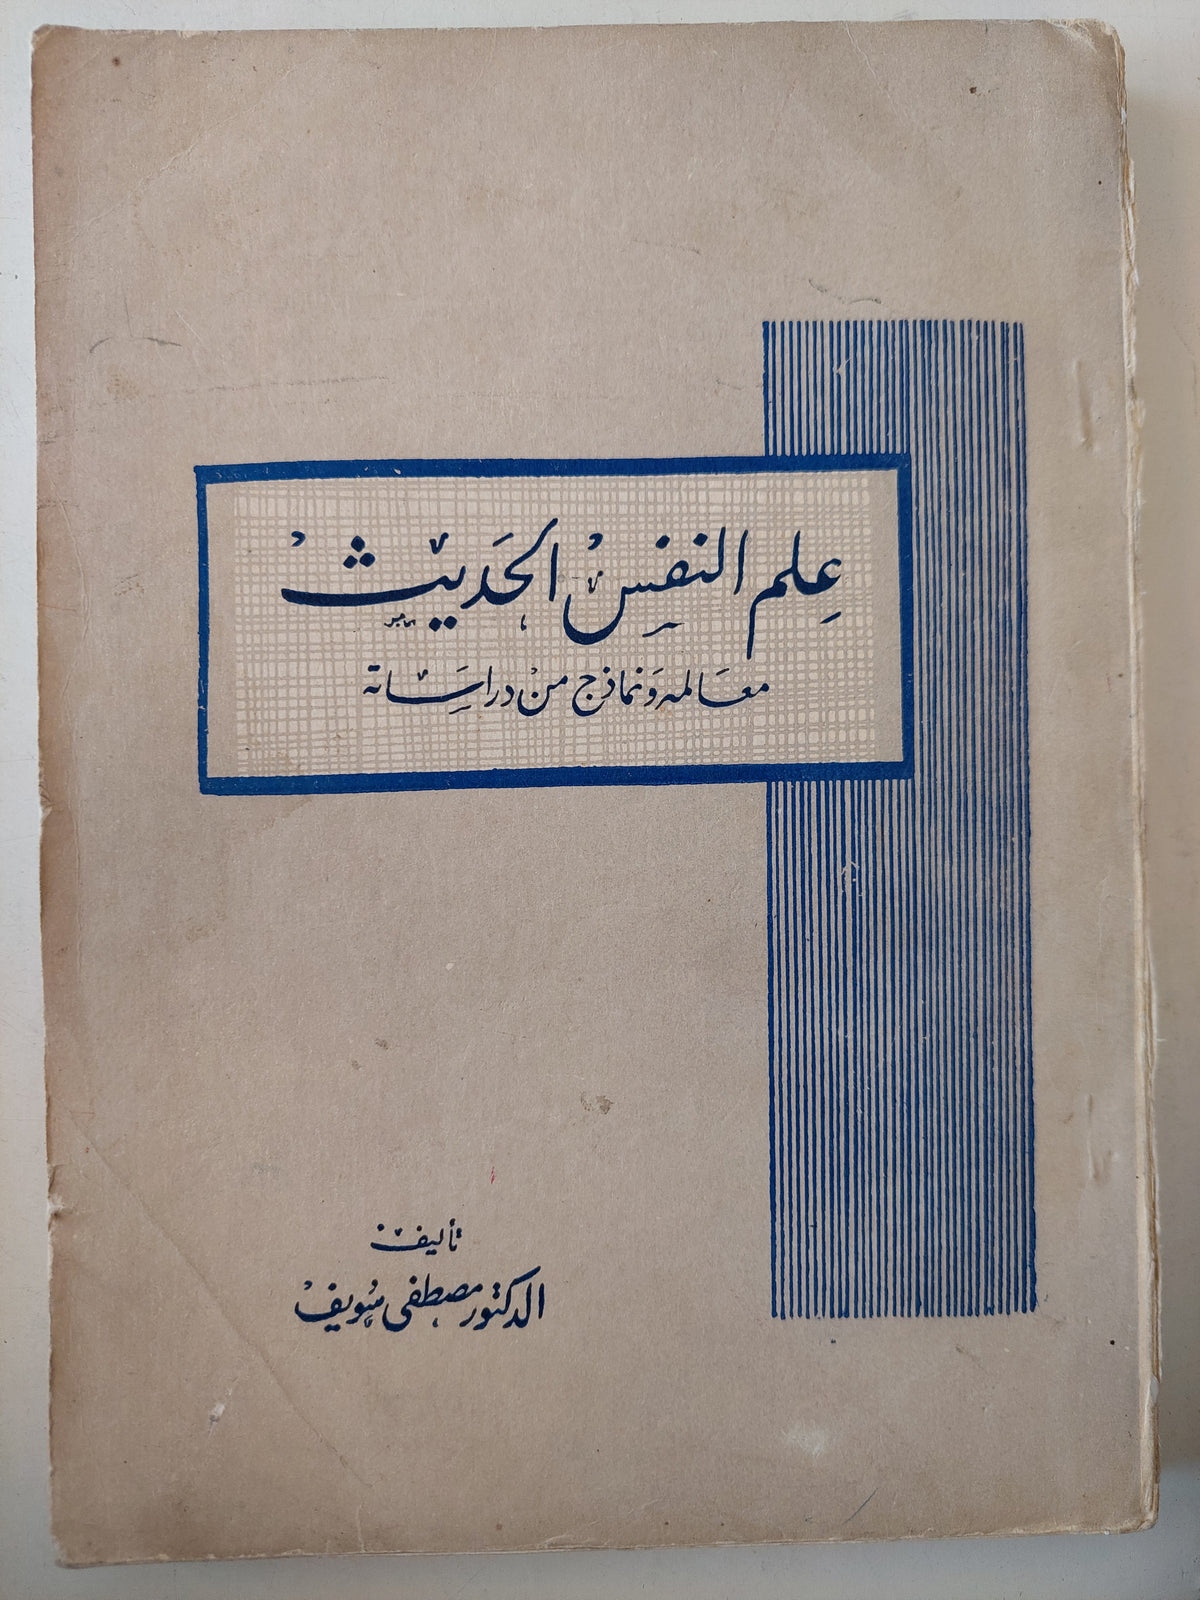 علم النفس الحديث
معالمه ونماذج من دراساته
تأليف
الدكتور مصطفى سويف